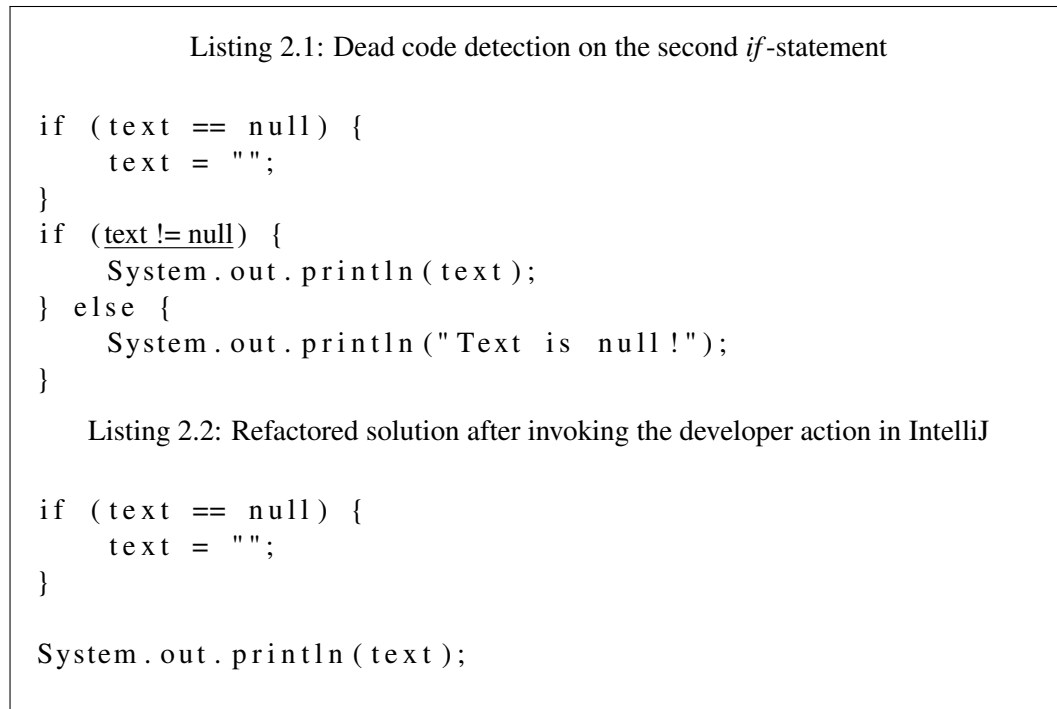 Listing 2.1: Dead code detection on the second if-statement
if (text == null) {
    text = "";
}
if (text != null) {
    System.out.println(text);
} else {
    System.out.println("Text is null!");
}
Listing 2.2: Refactored solution after invoking the developer action in IntelliJ
if (text == null) {
    text = "";
}
System.out.println(text);